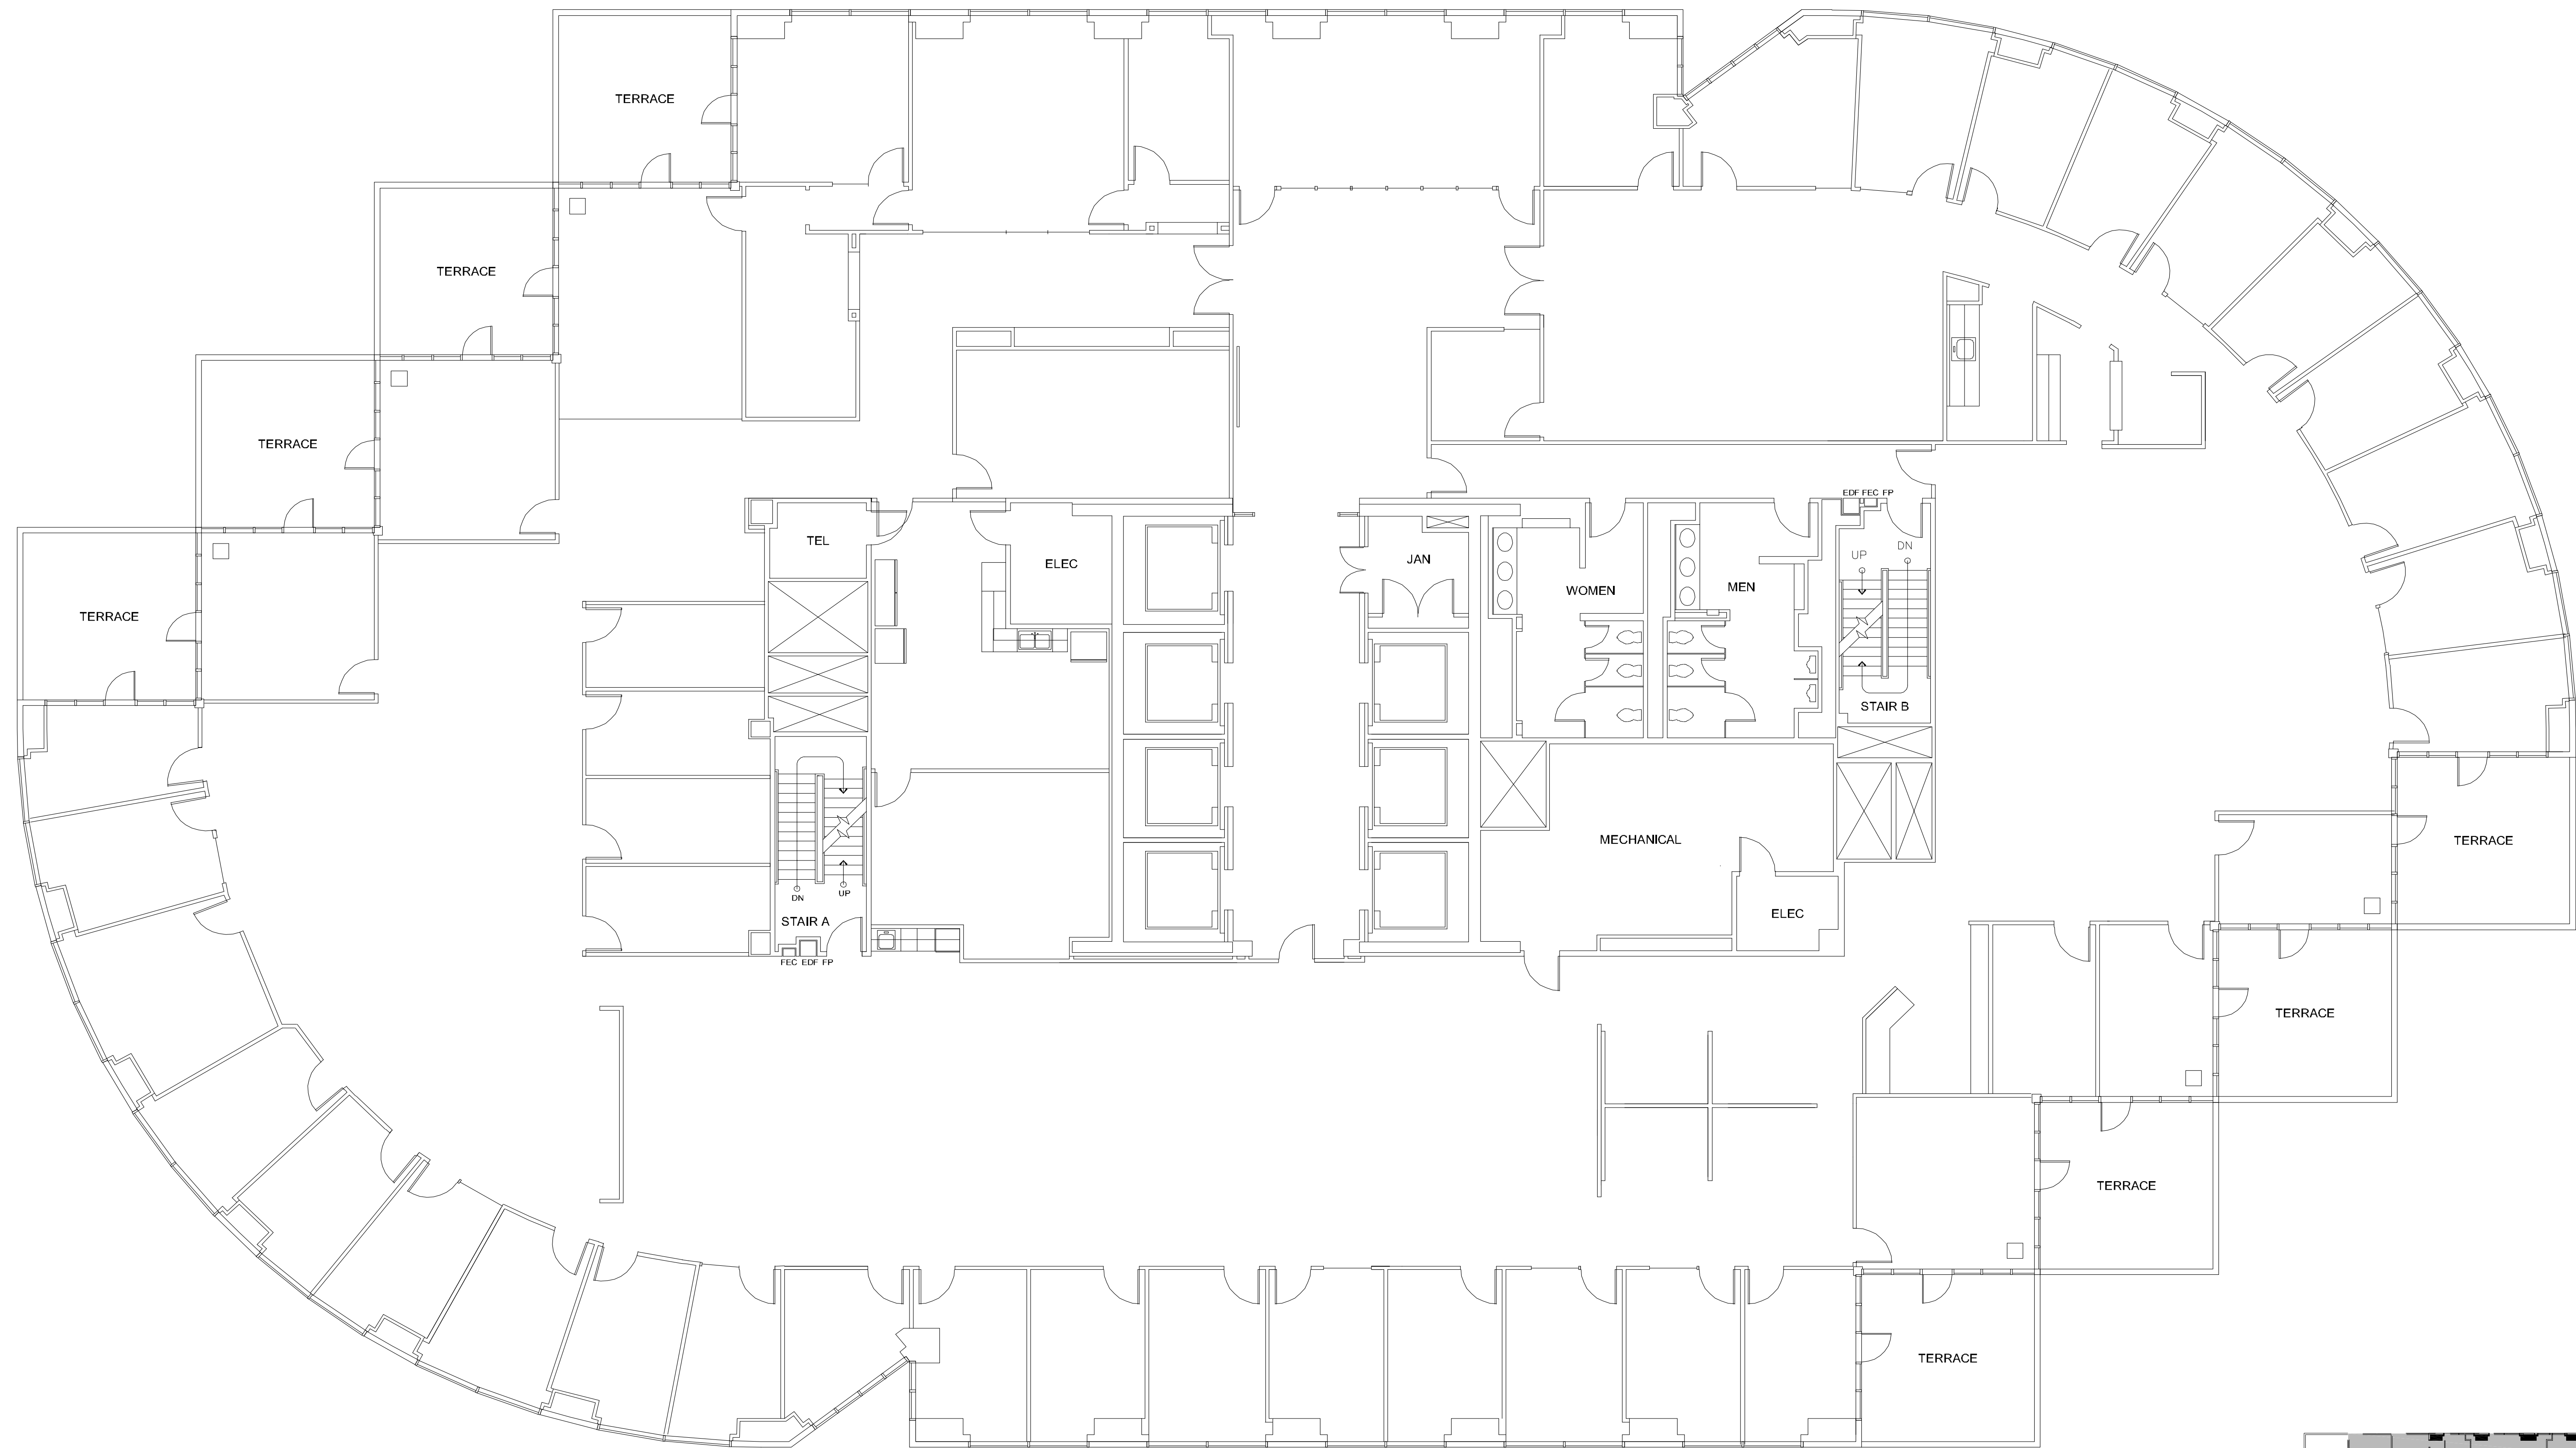 TERRACE
TERRACE
TERRACE
TERRACE
EDF FEC FP
TEL
ELEC
JAN
WOMEN
MEN
UP
DN
STAIR B
MECHANICAL
TERRACE
DN
UP
STAIR A
ELEC
FEC EDF FP
TERRACE
TERRACE
TERRACE